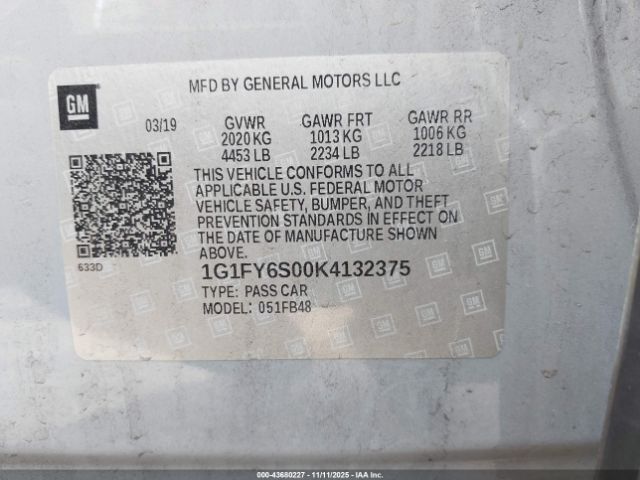 GM
MFD BY GENERAL MOTORS LLC
03/19 GVWR GAWR FRT GAWR RR
2020 KG 1013 KG 1006 KG
4453 LB 2234 LB 2218 LB
THIS VEHICLE CONFORMS TO ALL
APPLICABLE U.S. FEDERAL MOTOR
VEHICLE SAFETY, BUMPER, AND THEFT
PREVENTION STANDARDS IN EFFECT ON
THE DATE OF MANUFACTURE SHOWN
ABOVE.
633D
1G1FY6S00K4132375
TYPE: PASS CAR
MODEL: 051FB48
© IAA, LLC
000-43680227 - 11/11/2025 - IAAI.COM